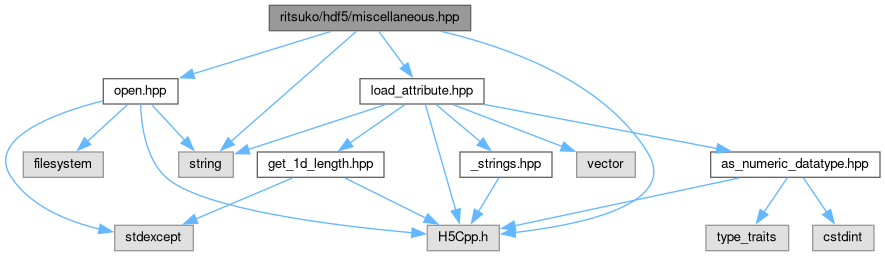 ritsuko/hdf5/miscellaneous.hpp
open.hpp
load_attribute.hpp
filesystem
string
get_1d_length.hpp
_strings.hpp
vector
as_numeric_datatype.hpp
stdexcept
H5Cpp.h
type_traits
cstdint